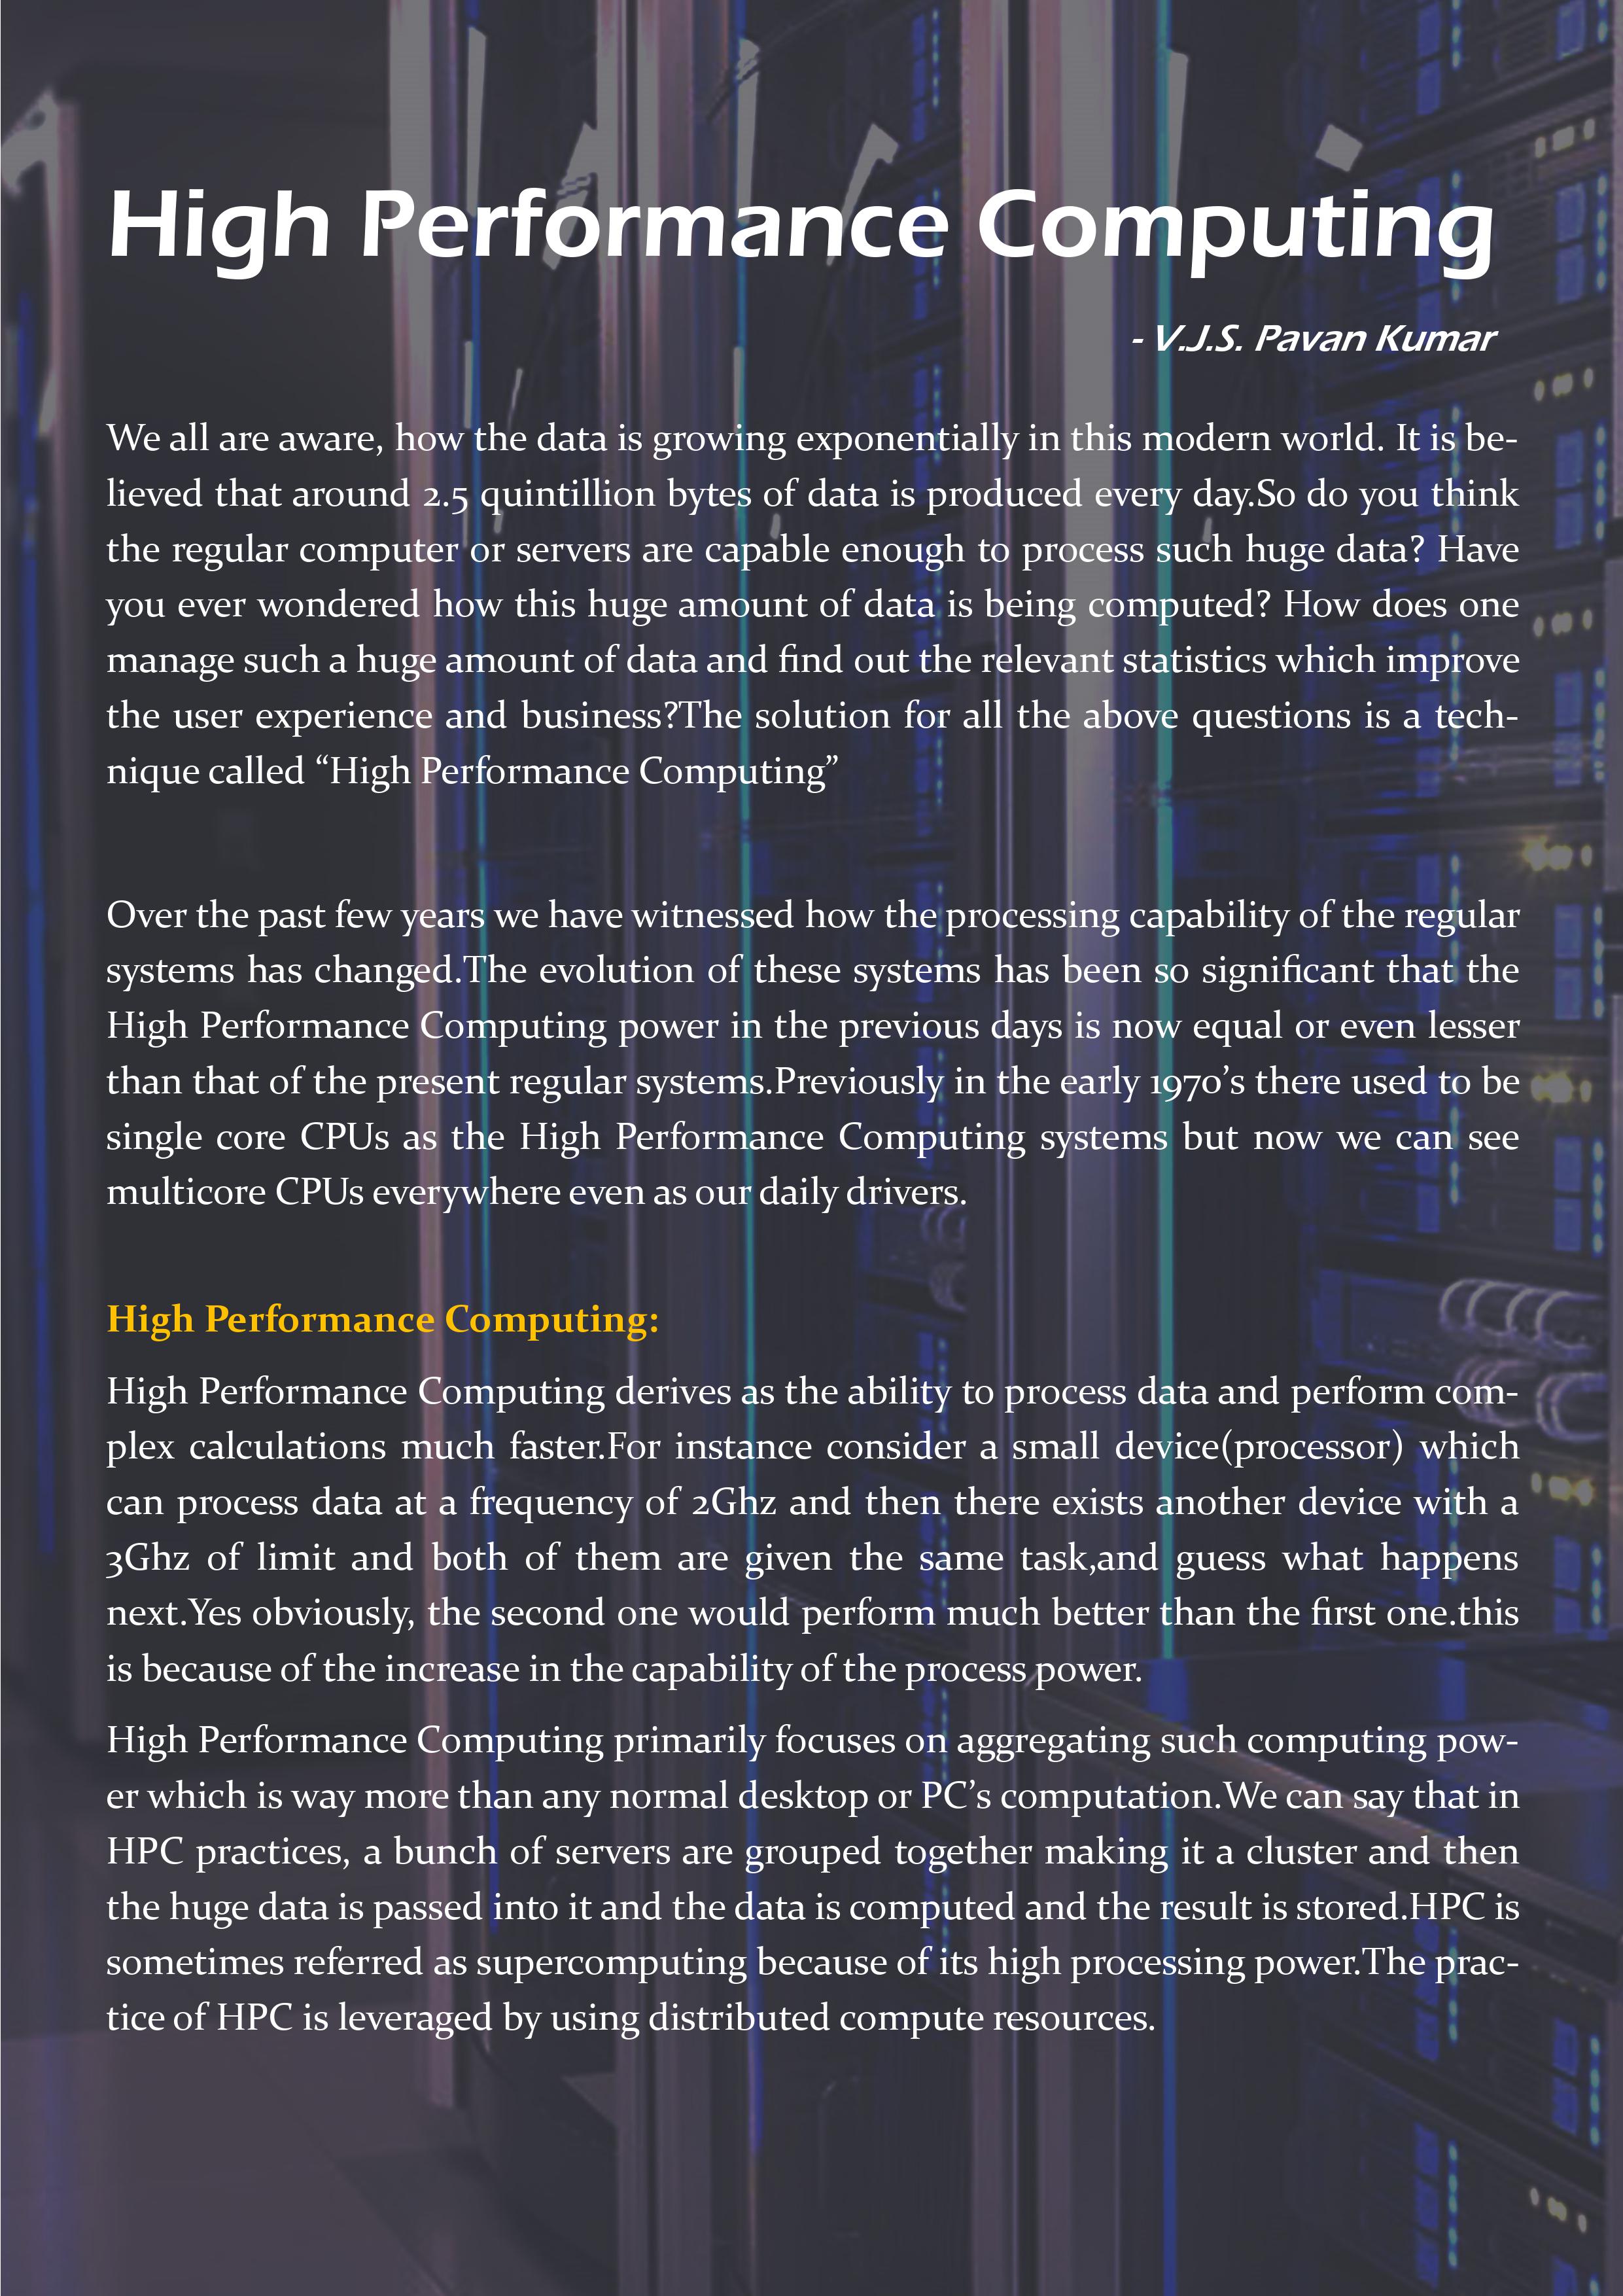 High Performance Computing
- V.J.S. Pavan Kumar
We all are aware, how the data is growing exponentially in this modern world. It is be-
lieved that around 2.5 quintillion bytes of data is produced every day.So do you think
the regular computer or servers are capable enough to process such huge data? Have
you ever wondered how this huge amount of data is being computed? How does one
manage such a huge amount of data and find out the relevant statistics which improve
the user experience and business?The solution for all the above questions is a tech-
nique called “High Performance Computing”
Over the past few years we have witnessed how the processing capability of the regular
systems has changed.The evolution of these systems has been so significant that the
High Performance Computing power in the previous days is now equal or even lesser
than that of the present regular systems.Previously in the early 1970’s there used to be
single core CPUs as the High Performance Computing systems but now we can see
multicore CPUs everywhere even as our daily drivers.
High Performance Computing:
High Performance Computing derives as the ability to process data and perform com-
plex calculations much faster.For instance consider a small device(processor) which
can process data at a frequency of 2Ghz and then there exists another device with a
3Ghz of limit and both of them are given the same task,and guess what happens
next.Yes obviously, the second one would perform much better than the first one.this
is because of the increase in the capability of the process power.
High Performance Computing primarily focuses on aggregating such computing pow-
er which is way more than any normal desktop or PC’s computation.We can say that in
HPC practices, a bunch of servers are grouped together making it a cluster and then
the huge data is passed into it and the data is computed and the result is stored.HPC is
sometimes referred as supercomputing because of its high processing power.The prac-
tice of HPC is leveraged by using distributed compute resources.